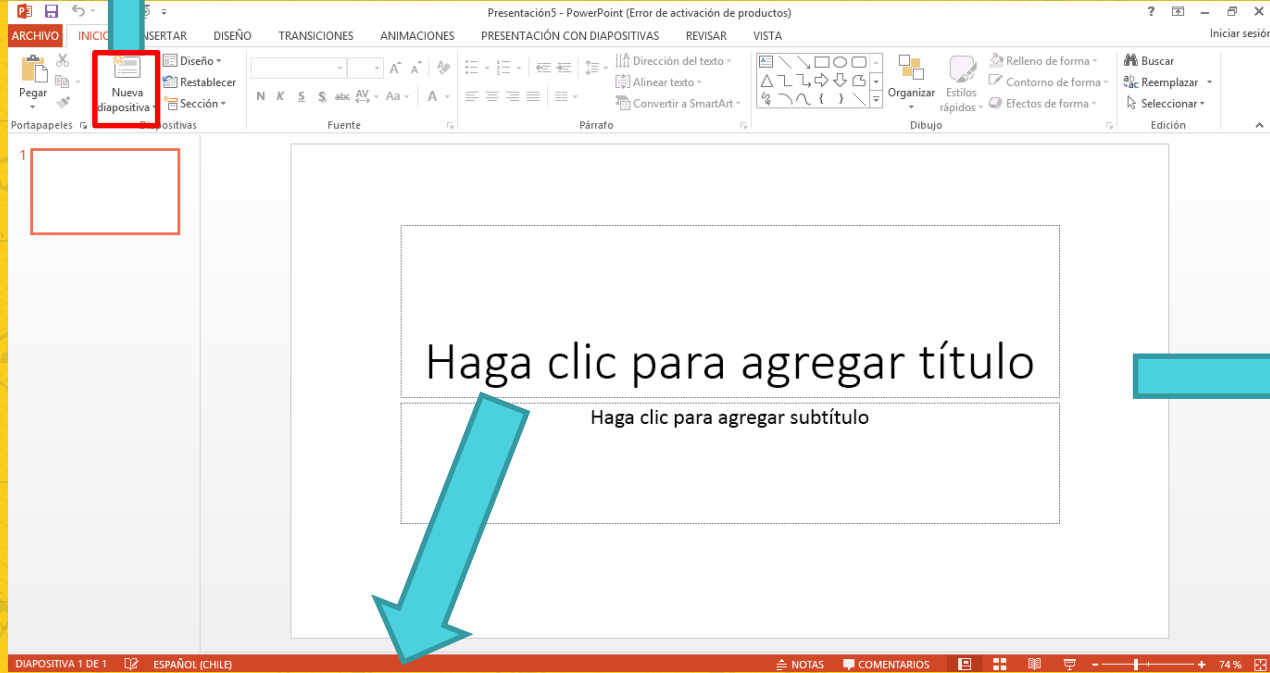 Presentación5 - PowerPoint (Error de activación de productos)
ARCHIVO INICIO INSERTAR DISEÑO TRANSICIONES ANIMACIONES PRESENTACIÓN CON DIAPOSITIVAS REVISAR VISTA Iniciar sesión
Pegar
Nueva diapositiva
Diseño
Restablecer
Sección
N K S S abc AV Aa A
Dirección del texto
Alinear texto
Convertir a SmartArt
Organizar
Estilos rápidos
Relleno de forma
Contorno de forma
Efectos de forma
Buscar
Reemplazar
Seleccionar
Portapapeles Diapositivas Fuente Párrafo Dibujo Edición
1
Haga clic para agregar título
Haga clic para agregar subtítulo
DIAPOSITIVA 1 DE 1 ESPAÑOL (CHILE) NOTAS COMENTARIOS 74 %